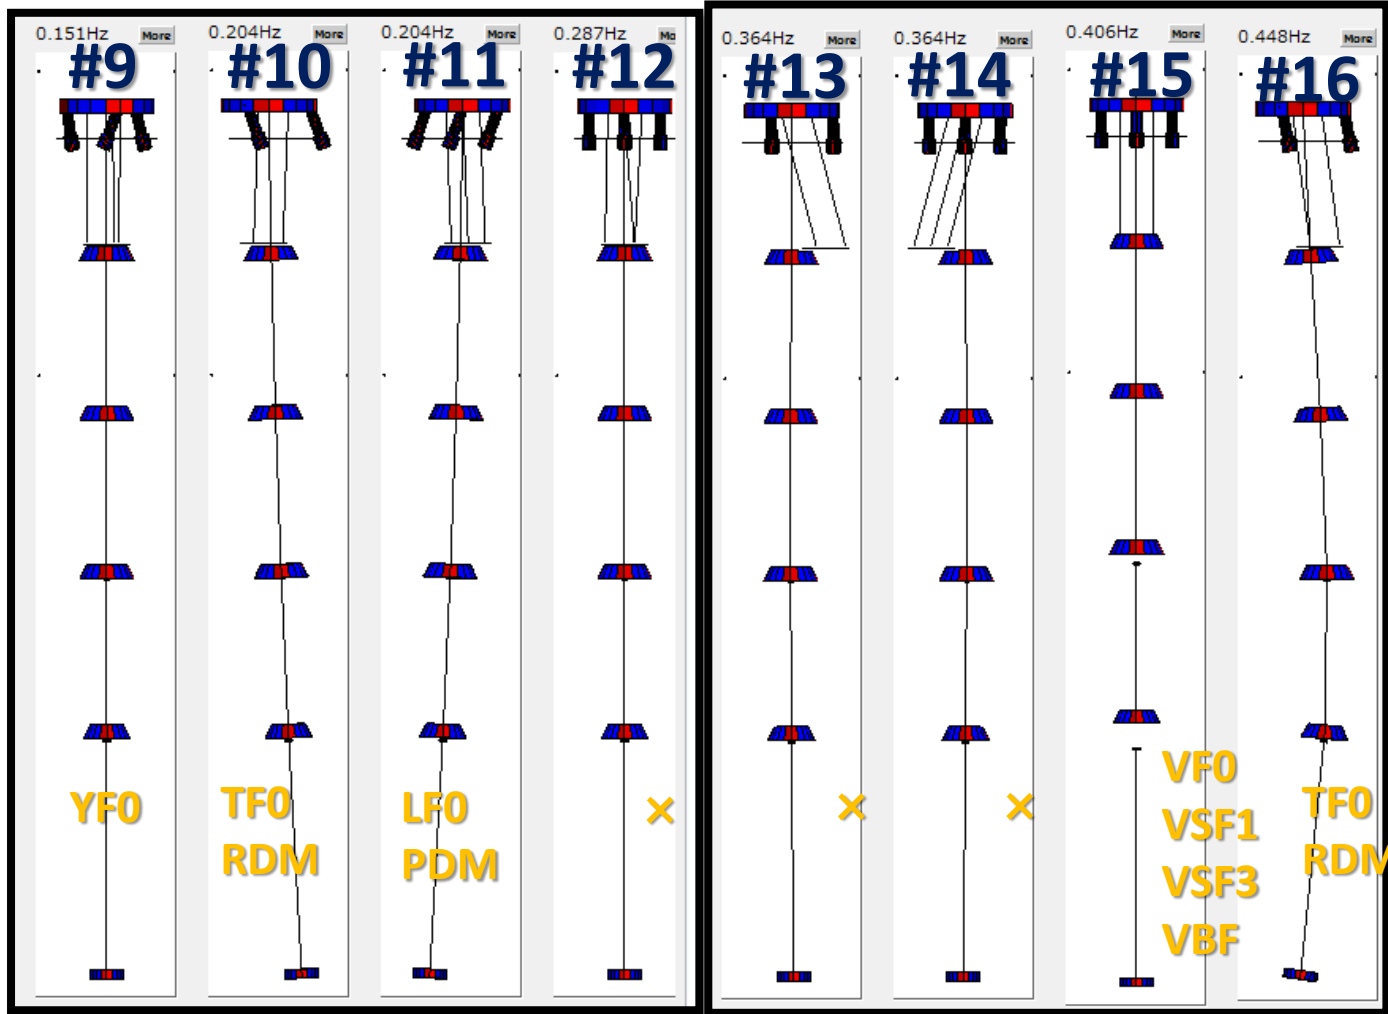 0.151Hz More
#9
YF0
0.204Hz More
#10
TF0
RDM
0.204Hz More
#11
LF0
PDM
0.287Hz Mo
#12
×
0.364Hz More
#13
×
0.364Hz More
#14
×
0.406Hz More
#15
VF0
VSF1
VSF3
VBF
0.448Hz More
#16
TF0
RDM